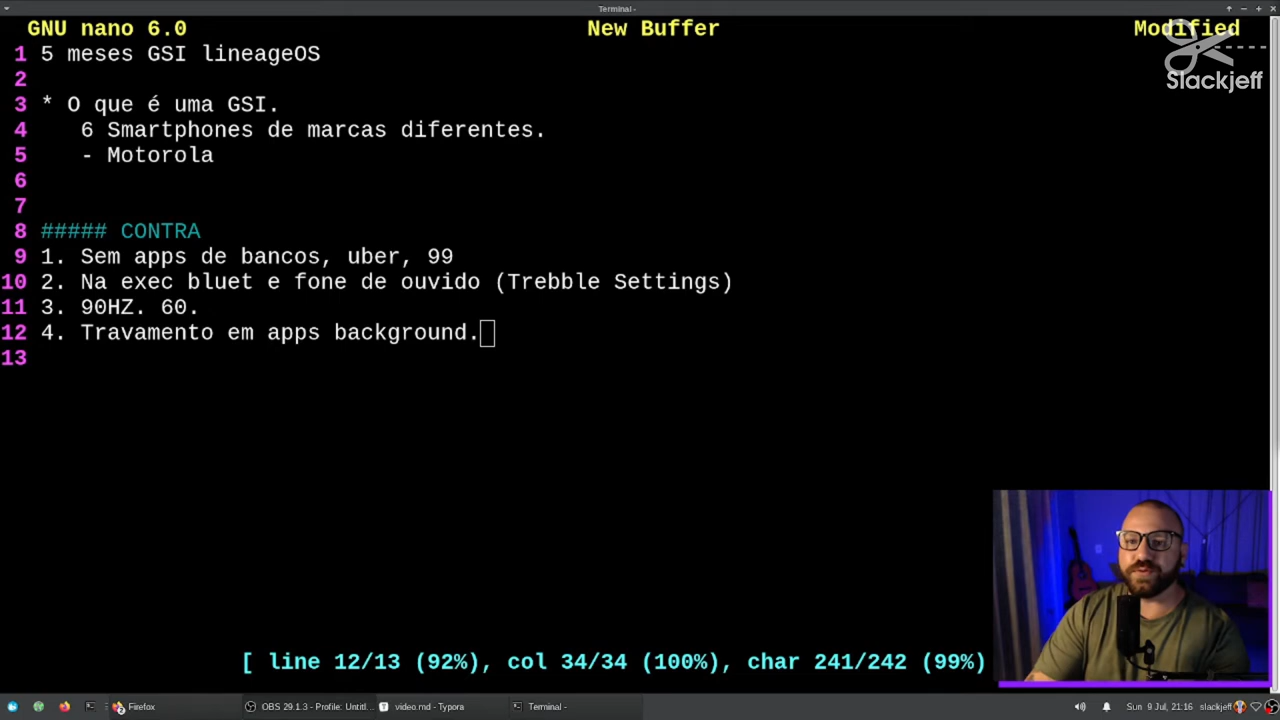 Terminal -
GNU nano 6.0 New Buffer Modified
Slackjeff
1 5 meses GSI lineageOS
2
3 * O que é uma GSI.
4 6 Smartphones de marcas diferentes.
5 - Motorola
6
7
8 ##### CONTRA
9 1. Sem apps de bancos, uber, 99
10 2. Na exec bluet e fone de ouvido (Trebble Settings)
11 3. 90HZ. 60.
12 4. Travamento em apps background.
13
[ line 12/13 (92%), col 34/34 (100%), char 241/242 (99%)
Firefox OBS 29.1.3 - Profile: Untitl... video.md - Typora Terminal - Sun 9 Jul, 21:16 slackjeff